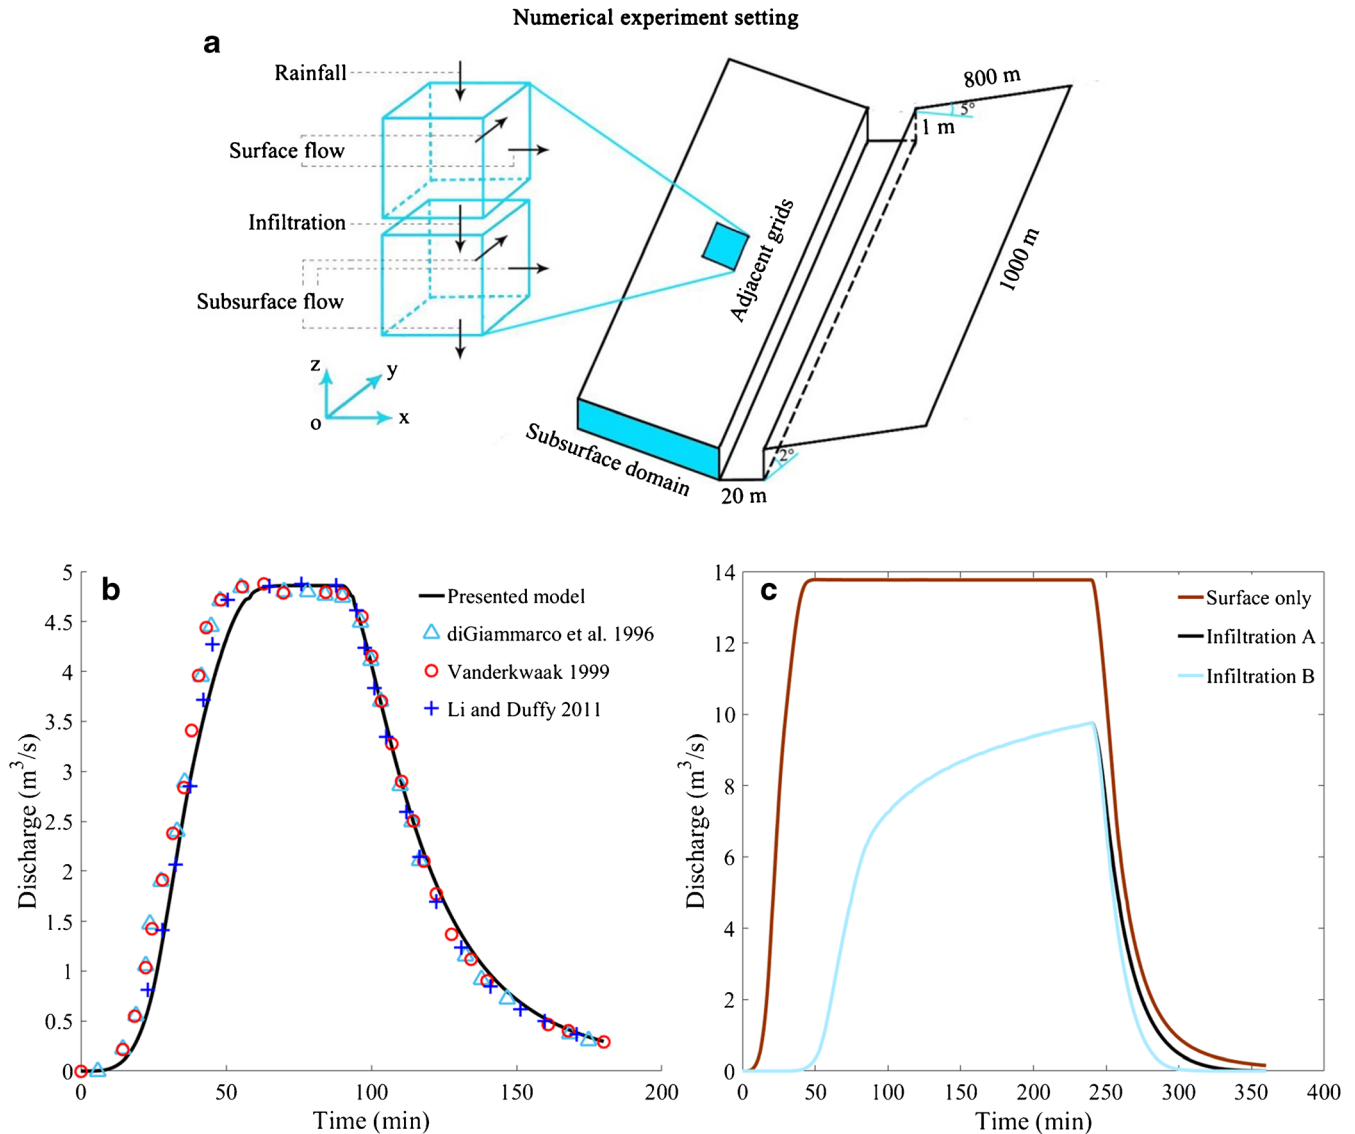 Numerical experiment setting
a
Rainfall
Surface flow
Infiltration
Subsurface flow
z
y
o
x
800 m
5°
1 m
Adjacent grids
1000 m
Subsurface domain
2°
20 m
b
Presented model
diGiammarco et al. 1996
Vanderkwaak 1999
Li and Duffy 2011
Discharge (m³/s)
5
4.5
4
3.5
3
2.5
2
1.5
1
0.5
0
0
50
100
150
200
Time (min)
c
Surface only
Infiltration A
Infiltration B
Discharge (m³/s)
14
12
10
8
6
4
2
0
0
50
100
150
200
250
300
350
400
Time (min)